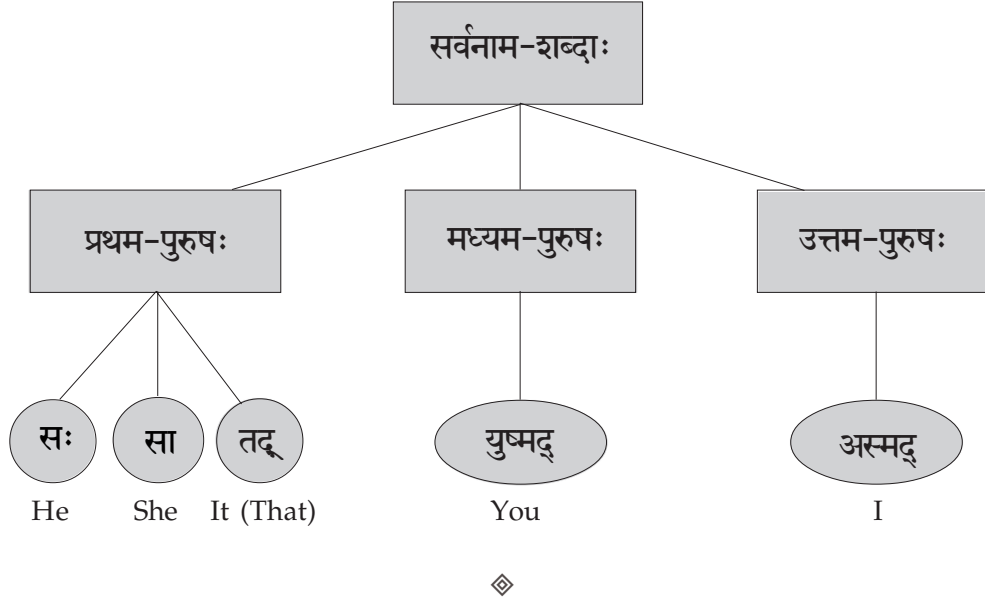 सर्वनाम-शब्दाः
प्रथम-पुरुषः मध्यम-पुरुषः उत्तम-पुरुषः
सः सा तद् युष्मद् अस्मद्
He She It (That) You I